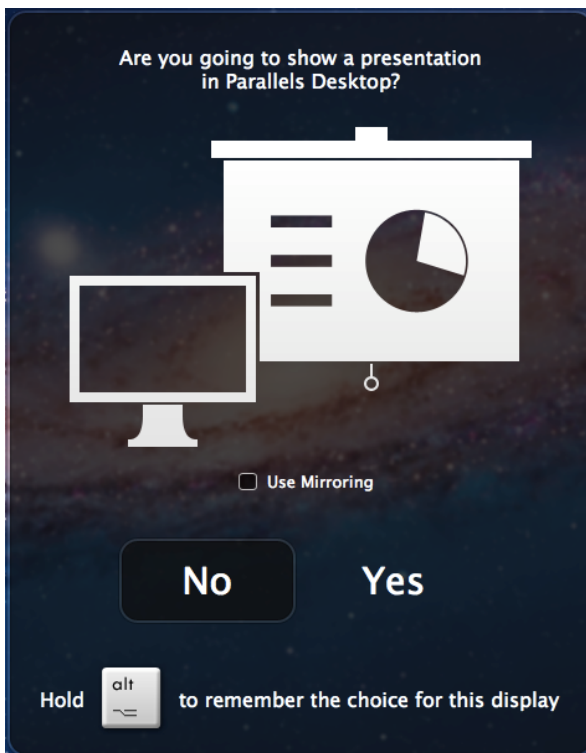 Are you going to show a presentation
in Parallels Desktop?
Use Mirroring
No Yes
Hold alt ⌥= to remember the choice for this display